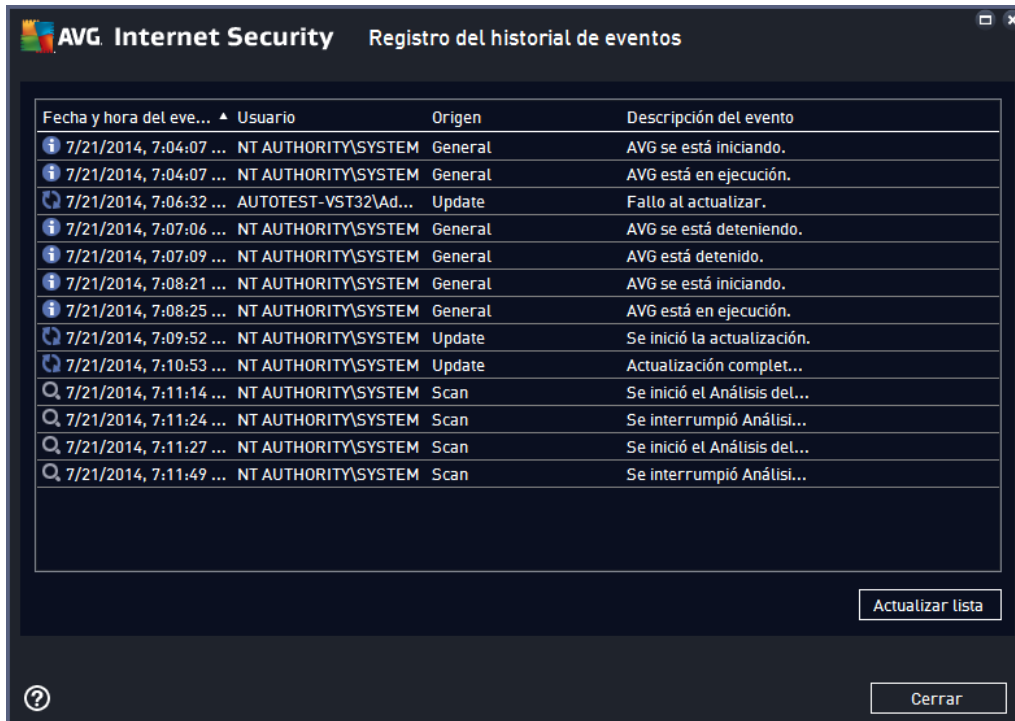 AVG Internet Security Registro del historial de eventos
Fecha y hora del eve... Usuario Origen Descripción del evento
7/21/2014, 7:04:07 ... NT AUTHORITY\SYSTEM General AVG se está iniciando.
7/21/2014, 7:04:07 ... NT AUTHORITY\SYSTEM General AVG está en ejecución.
7/21/2014, 7:06:32 ... AUTOTEST-VST32\Ad... Update Fallo al actualizar.
7/21/2014, 7:07:06 ... NT AUTHORITY\SYSTEM General AVG se está deteniendo.
7/21/2014, 7:07:09 ... NT AUTHORITY\SYSTEM General AVG está detenido.
7/21/2014, 7:08:21 ... NT AUTHORITY\SYSTEM General AVG se está iniciando.
7/21/2014, 7:08:25 ... NT AUTHORITY\SYSTEM General AVG está en ejecución.
7/21/2014, 7:09:52 ... NT AUTHORITY\SYSTEM Update Se inició la actualización.
7/21/2014, 7:10:53 ... NT AUTHORITY\SYSTEM Update Actualización complet...
7/21/2014, 7:11:14 ... NT AUTHORITY\SYSTEM Scan Se inició el Análisis del...
7/21/2014, 7:11:24 ... NT AUTHORITY\SYSTEM Scan Se interrumpió Análisi...
7/21/2014, 7:11:27 ... NT AUTHORITY\SYSTEM Scan Se inició el Análisis del...
7/21/2014, 7:11:49 ... NT AUTHORITY\SYSTEM Scan Se interrumpió Análisi...
Actualizar lista
Cerrar